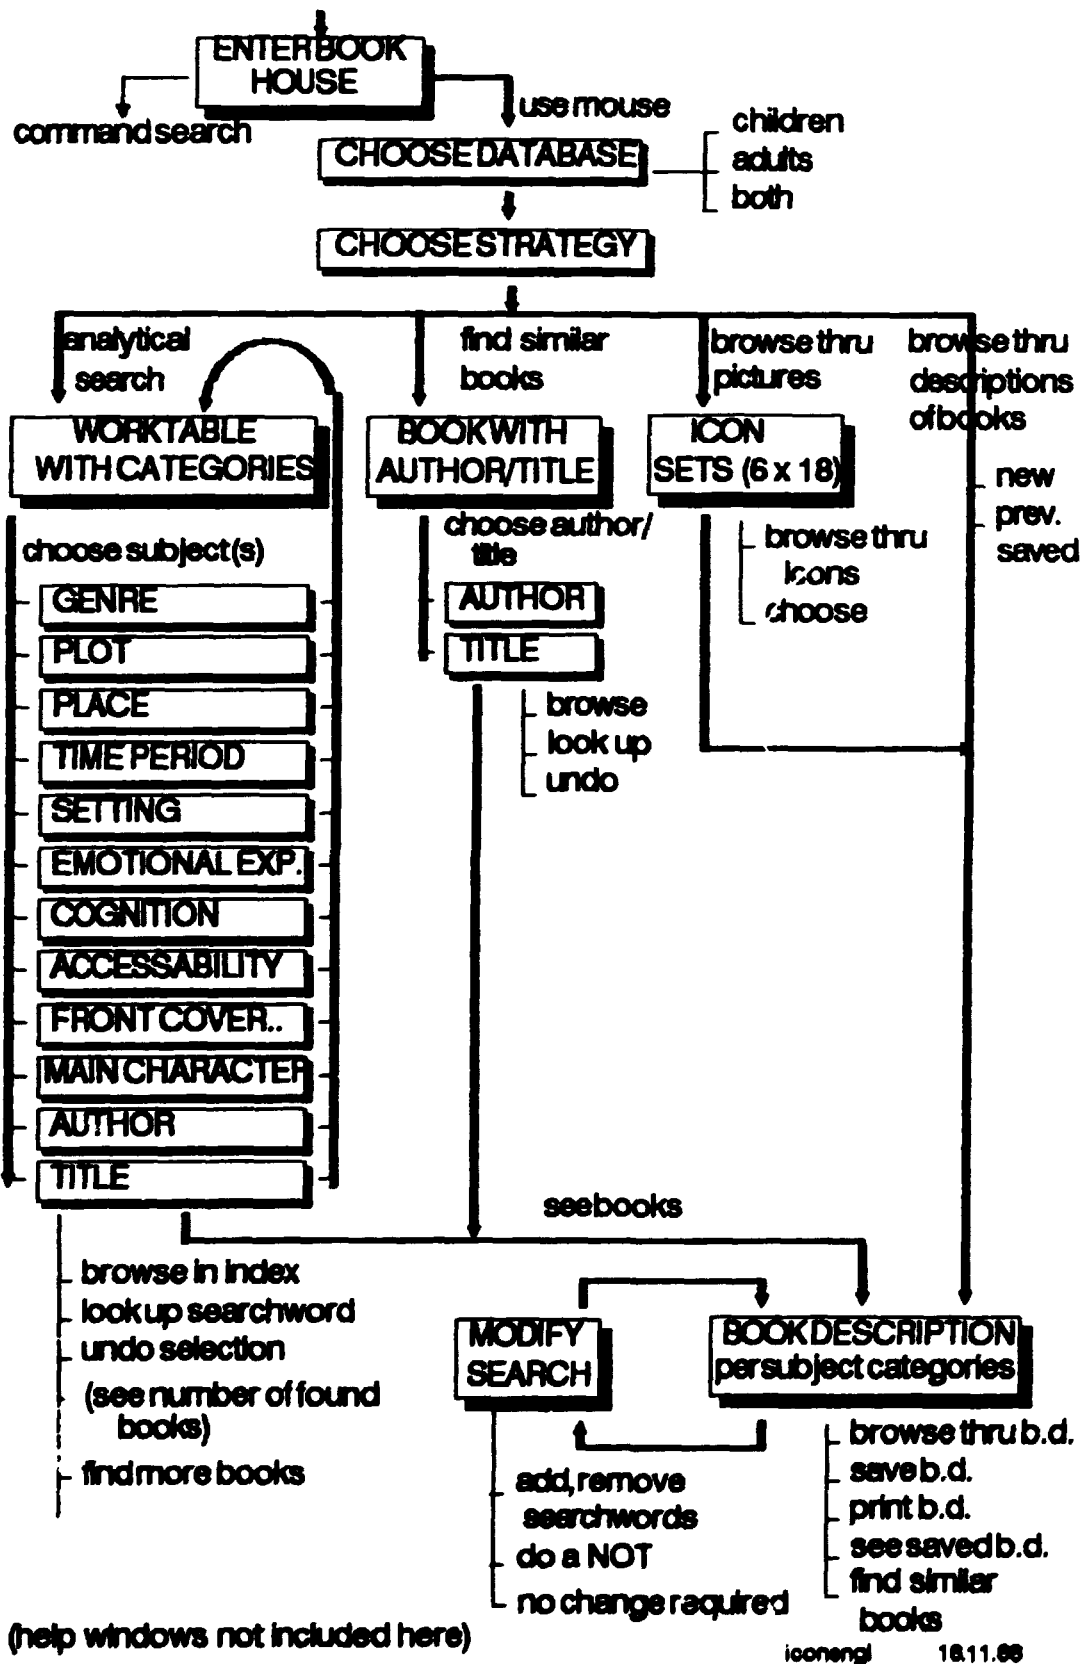 ENTER BOOK
HOUSE
command search
use mouse
CHOOSE DATABASE
children
adults
both
CHOOSE STRATEGY
analytical
search
find similar
books
browse thru
pictures
browse thru
descriptions
of books
WORKTABLE
WITH CATEGORIES
BOOK WITH
AUTHOR/TITLE
ICON
SETS (6 x 18)
new
prev.
saved
choose subject(s)
choose author/
title
browse thru
icons
choose
GENRE
PLOT
PLACE
TIME PERIOD
SETTING
EMOTIONAL EXP.
COGNITION
ACCESSABILITY
FRONT COVER..
MAIN CHARACTER
AUTHOR
TITLE
AUTHOR
TITLE
browse
look up
undo
see books
browse in index
look up searchword
undo selection
(see number of found
books)
find more books
MODIFY
SEARCH
BOOK DESCRIPTION
per subject categories
add, remove
searchwords
do a NOT
no change required
browse thru b.d.
save b.d.
print b.d.
see saved b.d.
find similar
books
(help windows not included here)
iconengl 16.11.88